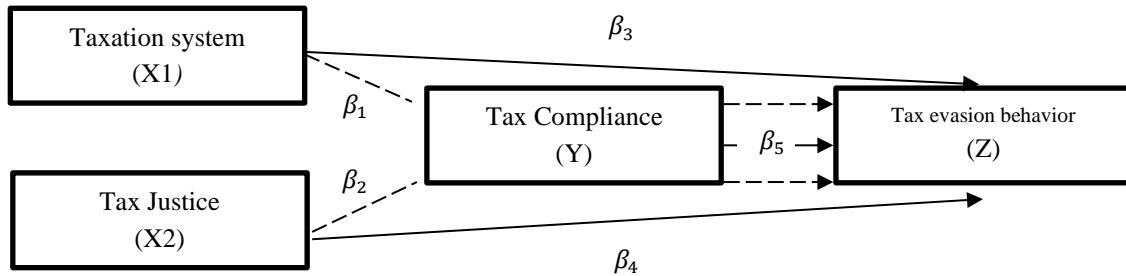 Taxation system
(X1)
β3
β1
Tax Compliance
(Y)
β5
Tax evasion behavior
(Z)
β2
Tax Justice
(X2)
β4